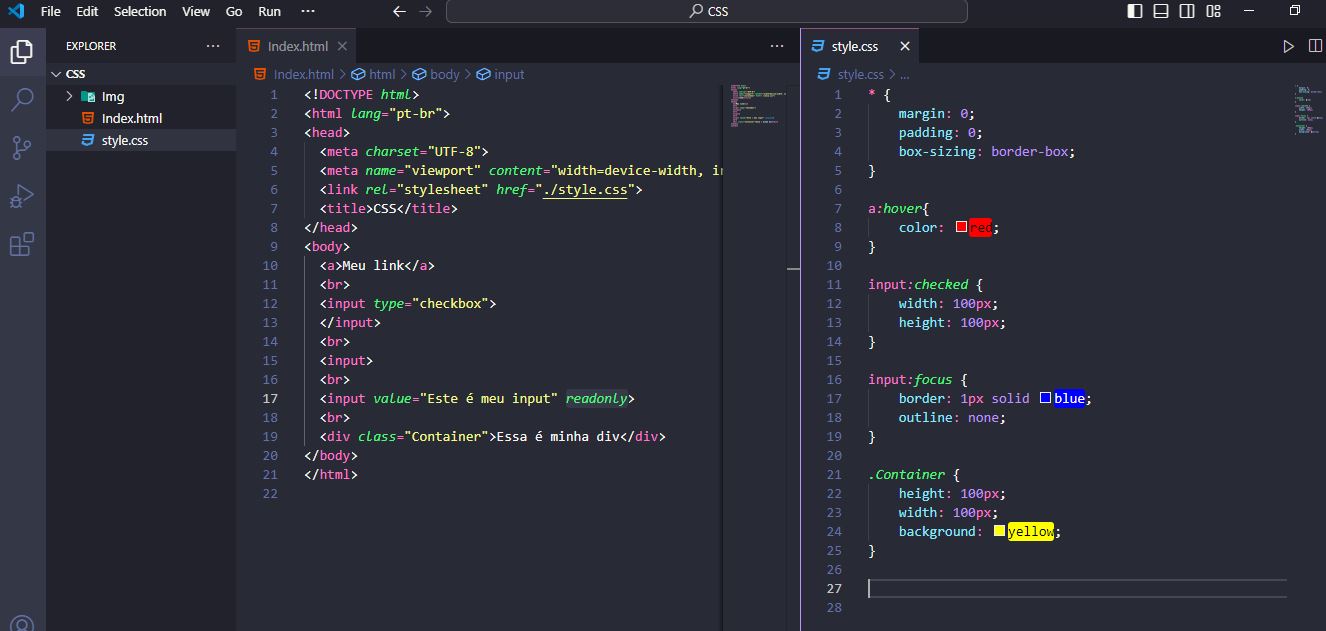 File Edit Selection View Go Run ··· CSS
EXPLORER ···
CSS
Img
Index.html
style.css
Index.html ···
Index.html > html > body > input
1 <!DOCTYPE html>
2 <html lang="pt-br">
3 <head>
4 <meta charset="UTF-8">
5 <meta name="viewport" content="width=device-width, in
6 <link rel="stylesheet" href="./style.css">
7 <title>CSS</title>
8 </head>
9 <body>
10 <a>Meu link</a>
11 <br>
12 <input type="checkbox">
13 </input>
14 <br>
15 <input>
16 <br>
17 <input value="Este é meu input" readonly>
18 <br>
19 <div class="Container">Essa é minha div</div>
20 </body>
21 </html>
22
style.css
style.css > ...
1 * {
2 margin: 0;
3 padding: 0;
4 box-sizing: border-box;
5 }
6
7 a:hover{
8 color: red;
9 }
10
11 input:checked {
12 width: 100px;
13 height: 100px;
14 }
15
16 input:focus {
17 border: 1px solid blue;
18 outline: none;
19 }
20
21 .Container {
22 height: 100px;
23 width: 100px;
24 background: yellow;
25 }
26
27
28